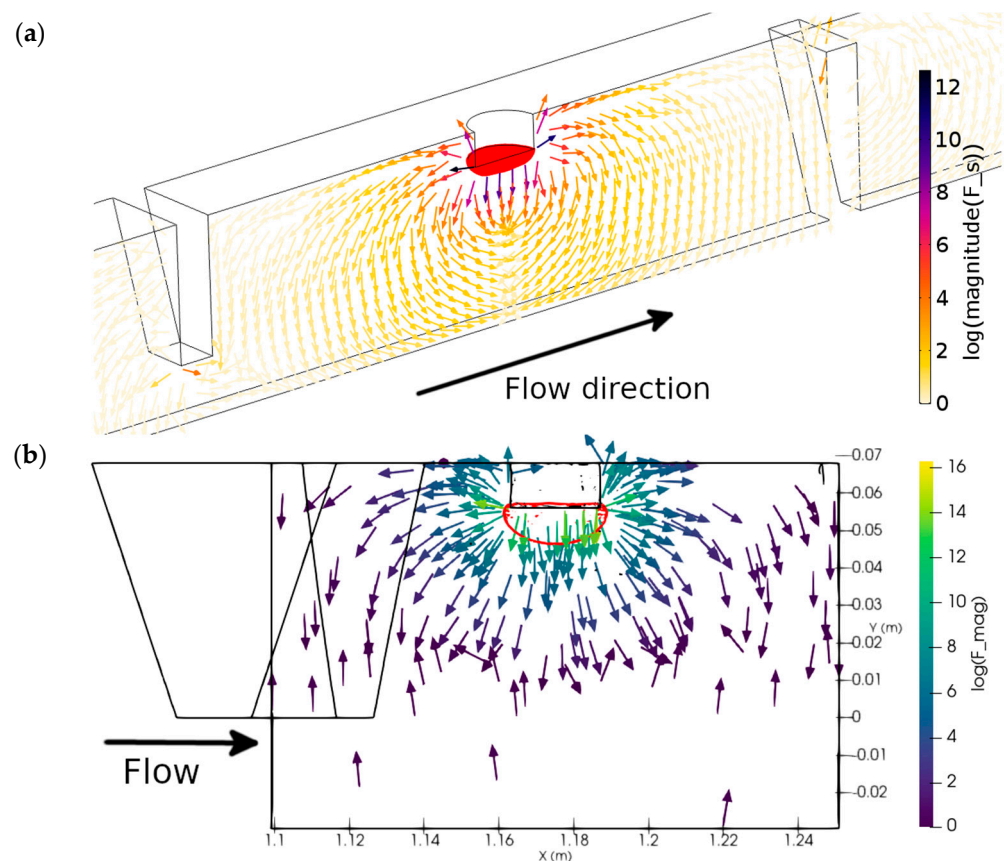 (a)
12
10
8
6
4
2
0
log(magnitude(F_s))
Flow direction
(b)
0.07
0.06
0.05
0.04
0.03
0.02
0.01
0
-0.01
-0.02
Y (m)
16
14
12
10
8
6
4
2
0
log(F_mag)
Flow
1.1 1.12 1.14 1.16 1.18 1.2 1.22 1.24
X (m)